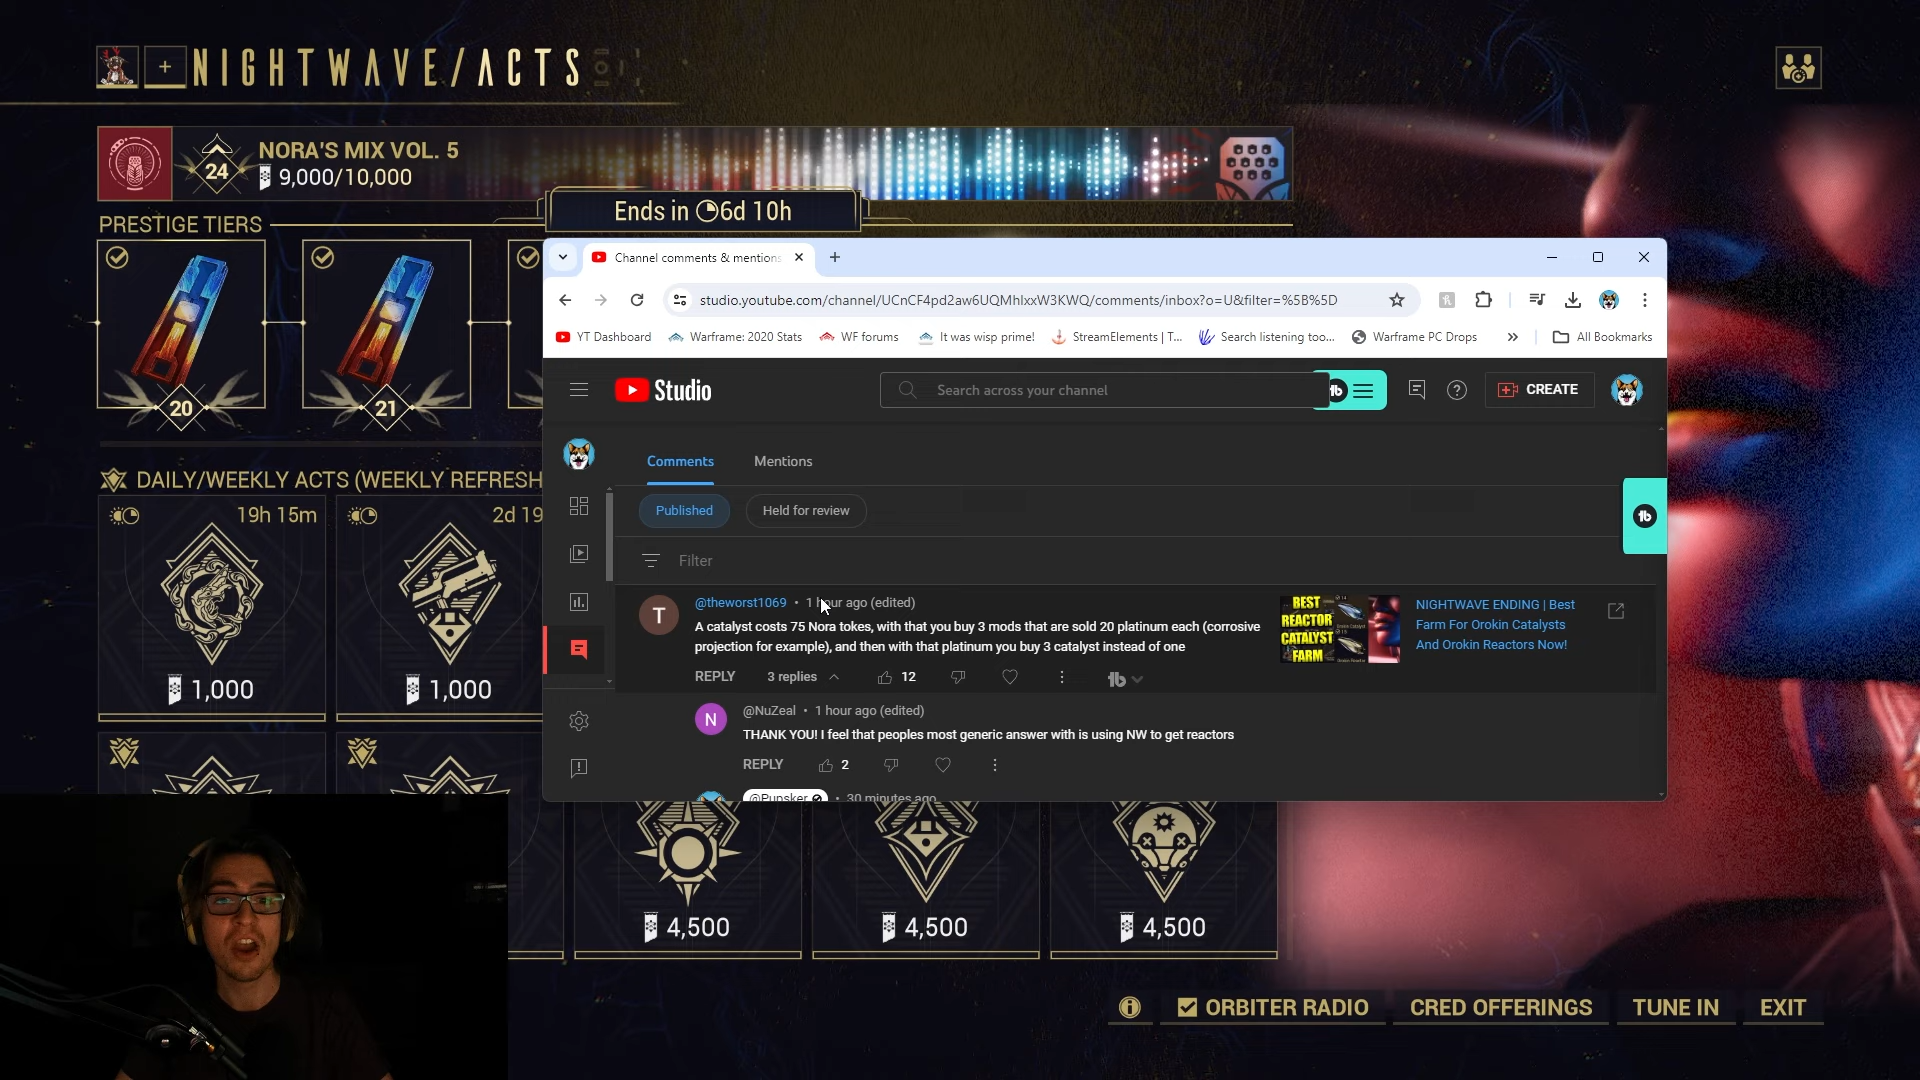 NIGHTWAVE/ACTS
24
NORA'S MIX VOL. 5
9,000/10,000
Ends in 6d 10h
PRESTIGE TIERS
20
21
DAILY/WEEKLY ACTS (WEEKLY REFRESH
19h 15m
2d 19
1,000
1,000
4,500
4,500
4,500
Channel comments & mentions
studio.youtube.com/channel/UCnCF4pd2aw6UQMhlxxW3KWQ/comments/inbox?o=U&filter=%5B%5D
YT Dashboard
Warframe: 2020 Stats
WF forums
It was wisp prime!
StreamElements | T...
Search listening too...
Warframe PC Drops
All Bookmarks
Studio
Search across your channel
tb
CREATE
Comments
Mentions
Published
Held for review
tb
Filter
T
@theworst1069 • 1 hour ago (edited)
A catalyst costs 75 Nora tokes, with that you buy 3 mods that are sold 20 platinum each (corrosive
projection for example), and then with that platinum you buy 3 catalyst instead of one
REPLY
3 replies
12
tb
BEST
REACTOR
CATALYST
FARM
NIGHTWAVE ENDING | Best
Farm For Orokin Catalysts
And Orokin Reactors Now!
N
@NuZeal • 1 hour ago (edited)
THANK YOU! I feel that peoples most generic answer with is using NW to get reactors
REPLY
2
@Punsker • 30 minutes ago
ORBITER RADIO
CRED OFFERINGS
TUNE IN
EXIT